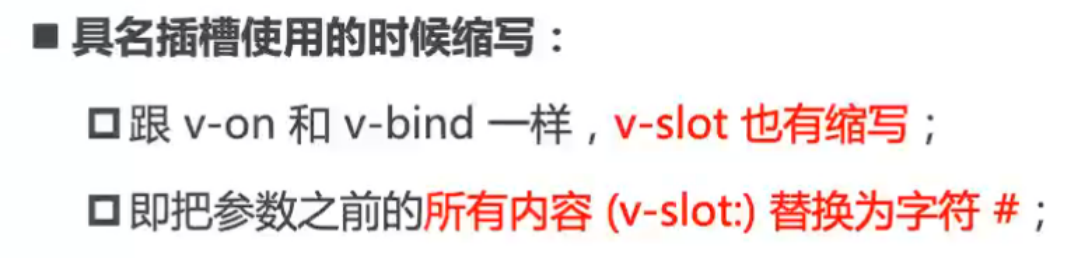 具名插槽使用的时候缩写：
跟 v-on 和 v-bind 一样，v-slot 也有缩写；
即把参数之前的所有内容 (v-slot:) 替换为字符 #；